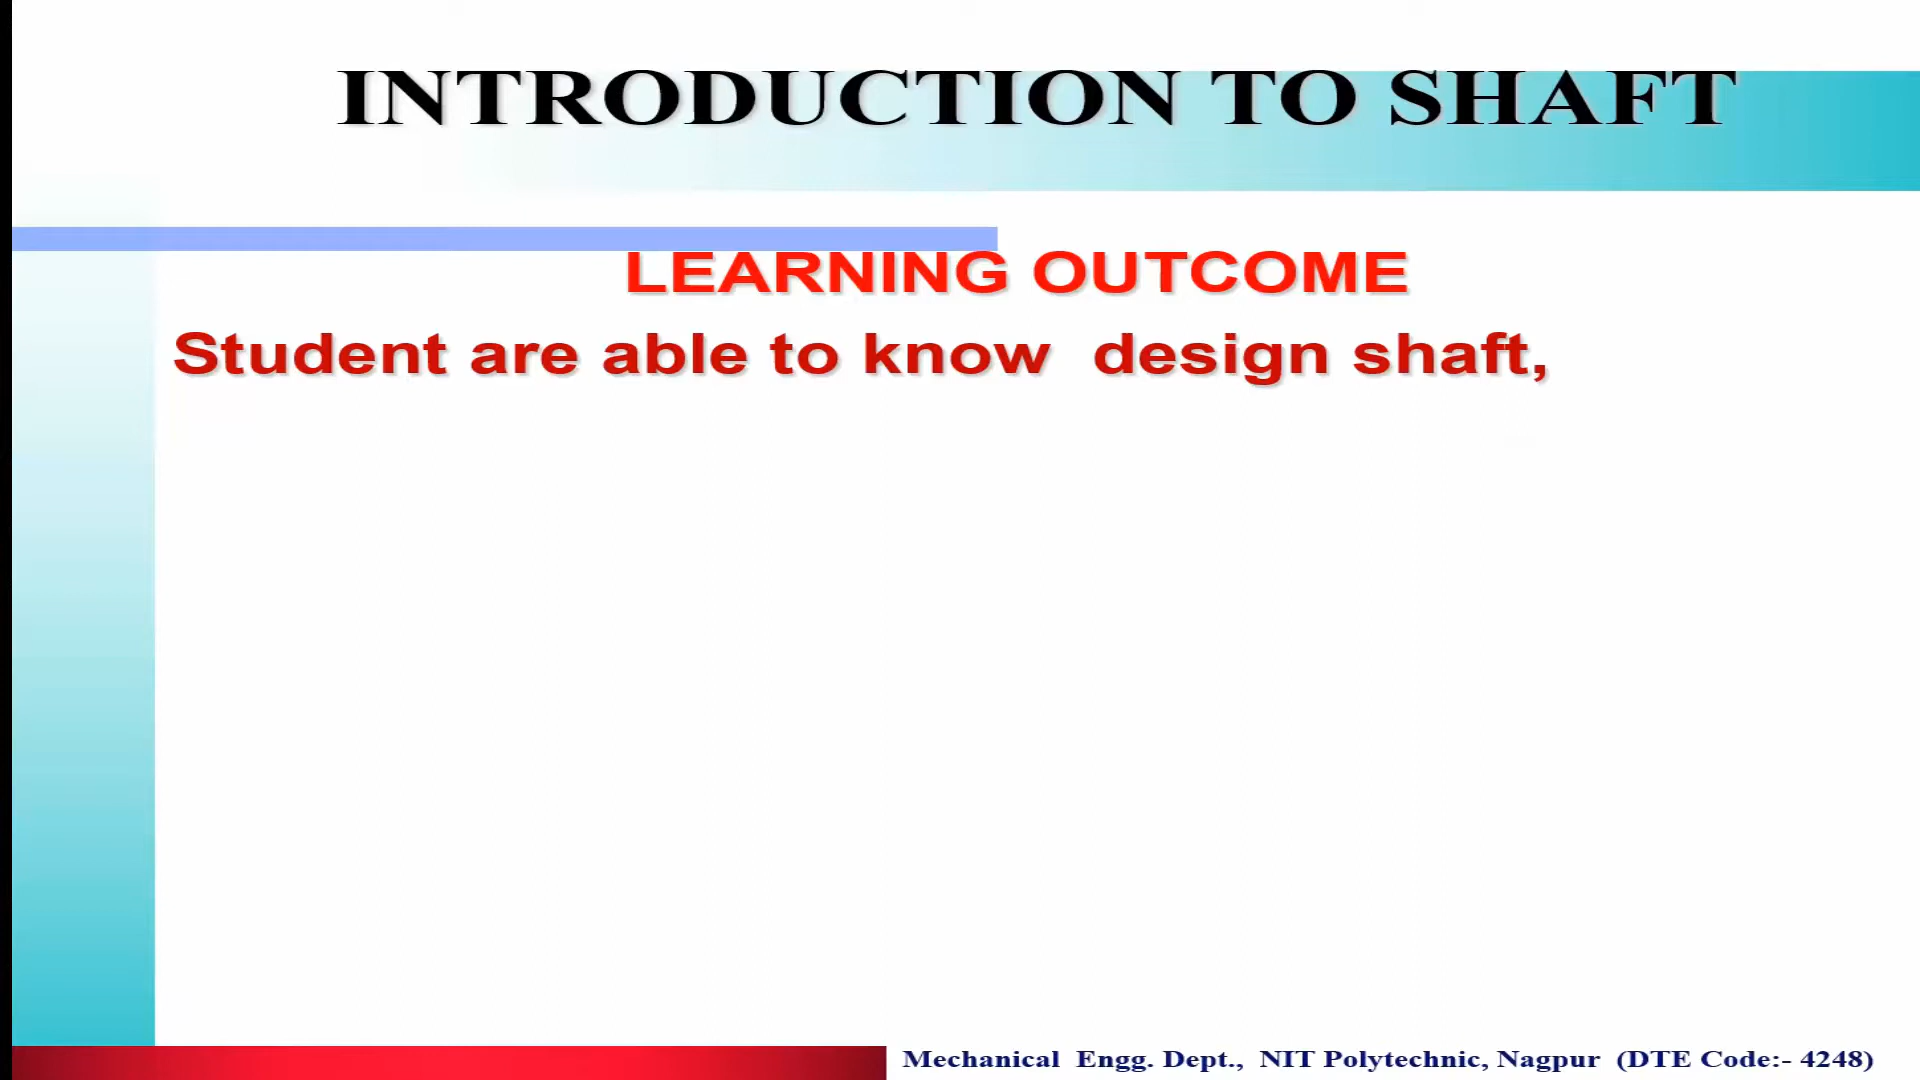 INTRODUCTION TO SHAFT
LEARNING OUTCOME
Student are able to know  design shaft,
Mechanical  Engg. Dept.,  NIT Polytechnic, Nagpur  (DTE Code:- 4248)